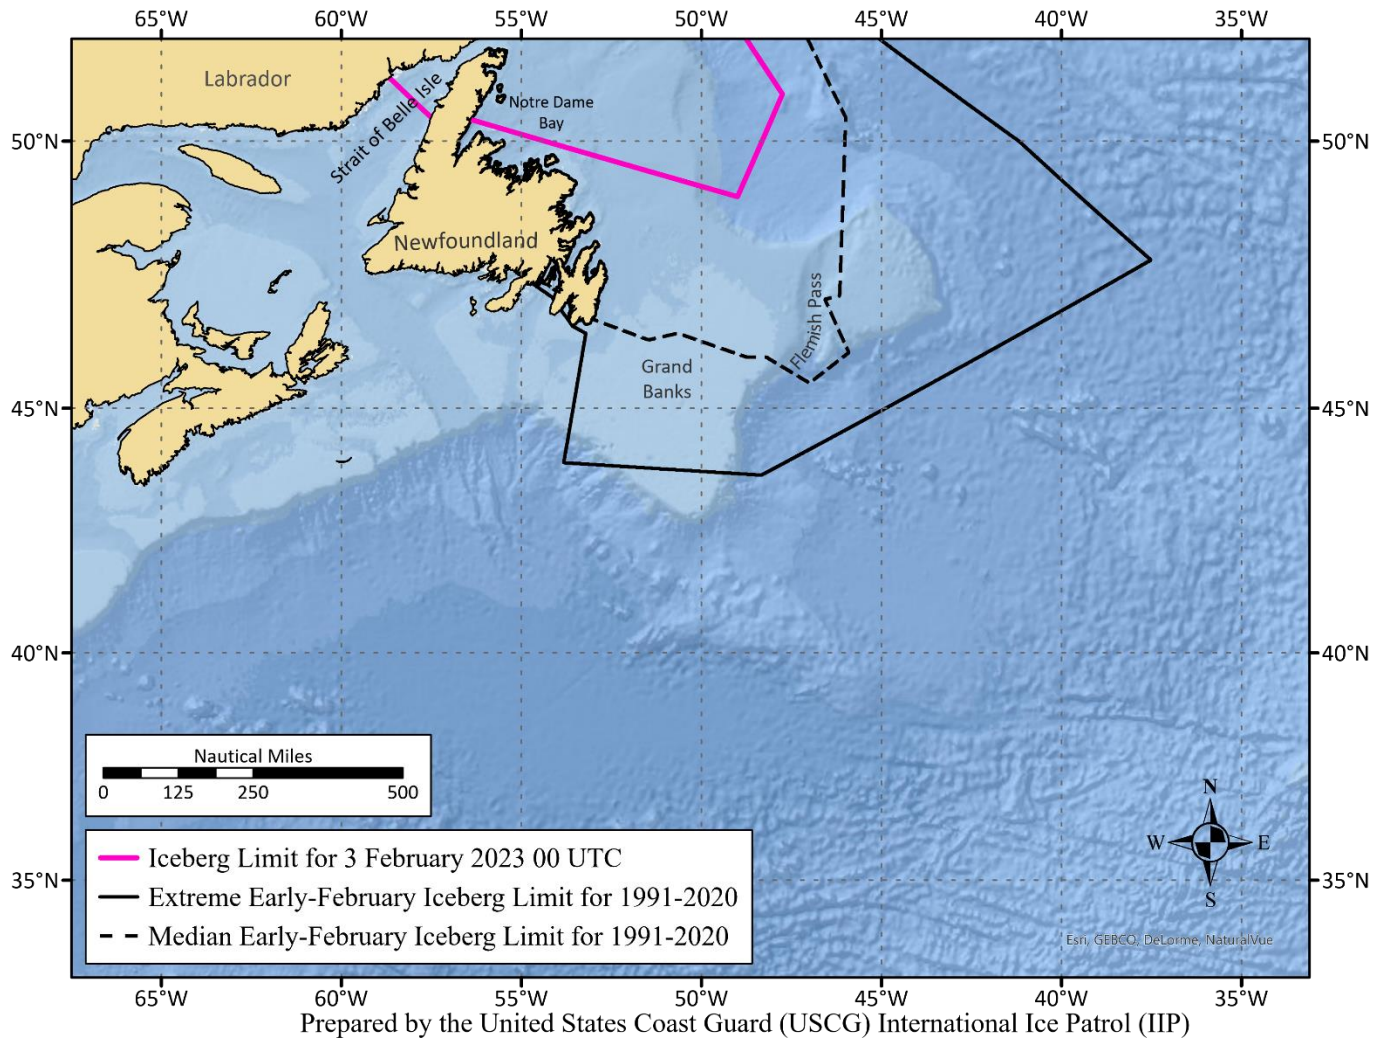 65°W 60°W 55°W 50°W 45°W 40°W 35°W
Labrador
Strait of Belle Isle
Notre Dame
Bay
50°N 50°N
Newfoundland
Flemish Pass
Grand
Banks
45°N 45°N
40°N 40°N
Nautical Miles
0 125 250 500
N
W E
S
35°N 35°N
Iceberg Limit for 3 February 2023 00 UTC
Extreme Early-February Iceberg Limit for 1991-2020
Median Early-February Iceberg Limit for 1991-2020
Esri, GEBCO, DeLorme, NaturalVue
65°W 60°W 55°W 50°W 45°W 40°W 35°W
Prepared by the United States Coast Guard (USCG) International Ice Patrol (IIP)